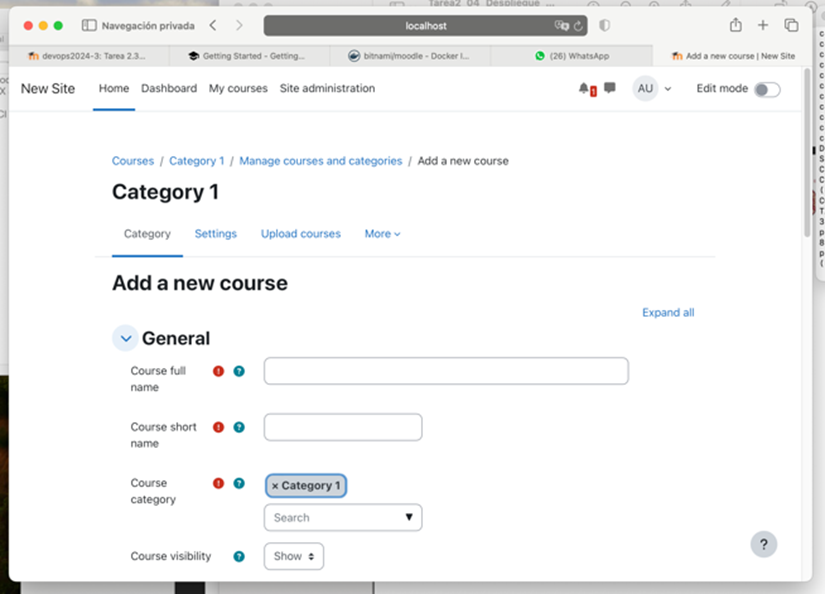 Tarea2_04_Despliegue ...
Navegación privada
localhost
devops2024-3: Tarea 2.3...
Getting Started - Getting...
bitnami/moodle - Docker I...
(26) WhatsApp
Add a new course | New Site
New Site Home Dashboard My courses Site administration 1 AU Edit mode
Courses / Category 1 / Manage courses and categories / Add a new course
Category 1
Category Settings Upload courses More
Add a new course
Expand all
General
Course full
name
Course short
name
Course
category
× Category 1
Search
Course visibility
Show
?